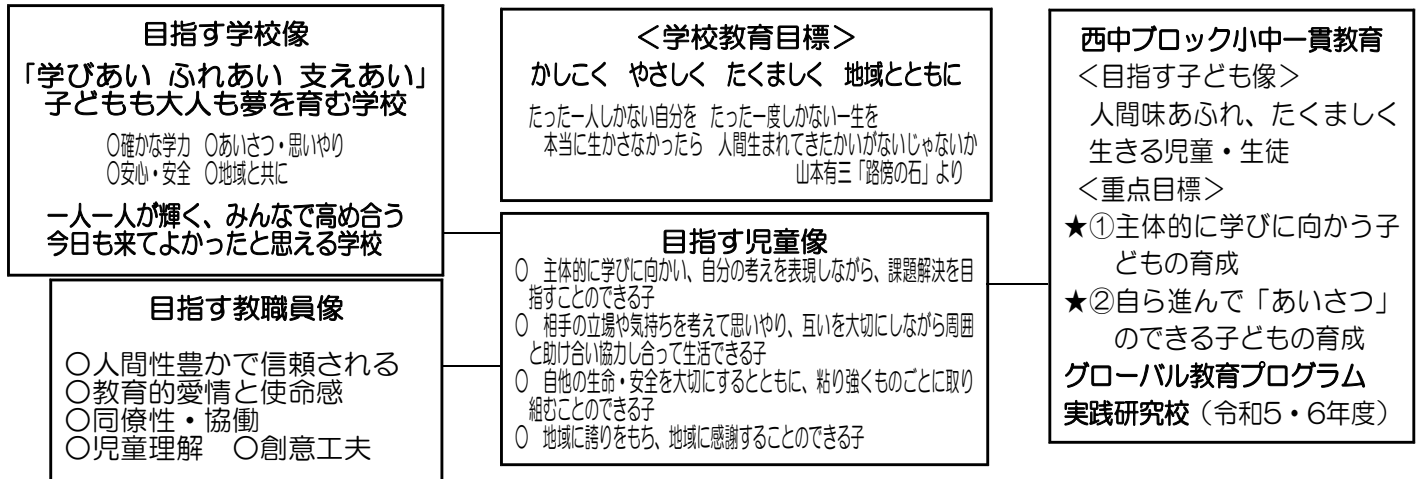 目指す学校像
「学びあい ふれあい 支えあい」
子どもも大人も夢を育む学校
○確かな学力 ○あいさつ・思いやり
○安心・安全 ○地域と共に
一人一人が輝く、みんなで高め合う
今日も来てよかったと思える学校
目指す教職員像
○人間性豊かで信頼される
○教育的愛情と使命感
○同僚性・協働
○児童理解 ○創意工夫
＜学校教育目標＞
かしこく やさしく たくましく 地域とともに
たった一人しかない自分を たった一度しかない一生を
本当に生かさなかったら 人間生まれてきたかいがないじゃないか
山本有三「路傍の石」より
目指す児童像
○ 主体的に学びに向かい、自分の考えを表現しながら、課題解決を目
指すことのできる子
○ 相手の立場や気持ちを考えて思いやり、互いを大切にしながら周囲
と助け合い協力し合って生活できる子
○ 自他の生命・安全を大切にするとともに、粘り強くものごとに取り
組むことのできる子
○ 地域に誇りをもち、地域に感謝することのできる子
西中ブロック小中一貫教育
＜目指す子ども像＞
人間味あふれ、たくましく
生きる児童・生徒
＜重点目標＞
★①主体的に学びに向かう子
どもの育成
★②自ら進んで「あいさつ」
のできる子どもの育成
グローバル教育プログラム
実践研究校（令和5・6年度）